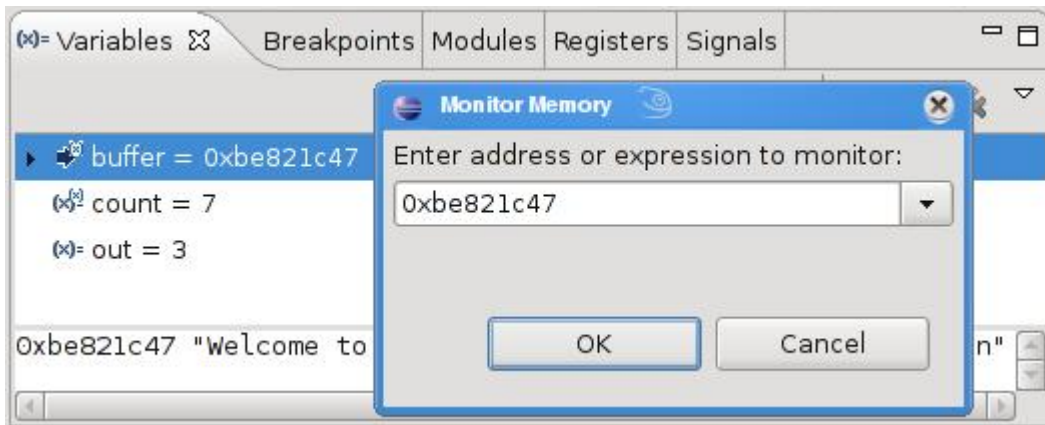 (x)= Variables Breakpoints Modules Registers Signals
Monitor Memory
buffer = 0xbe821c47
Enter address or expression to monitor:
0xbe821c47
(x)= count = 7
(x)= out = 3
OK Cancel
0xbe821c47 "Welcome to n"